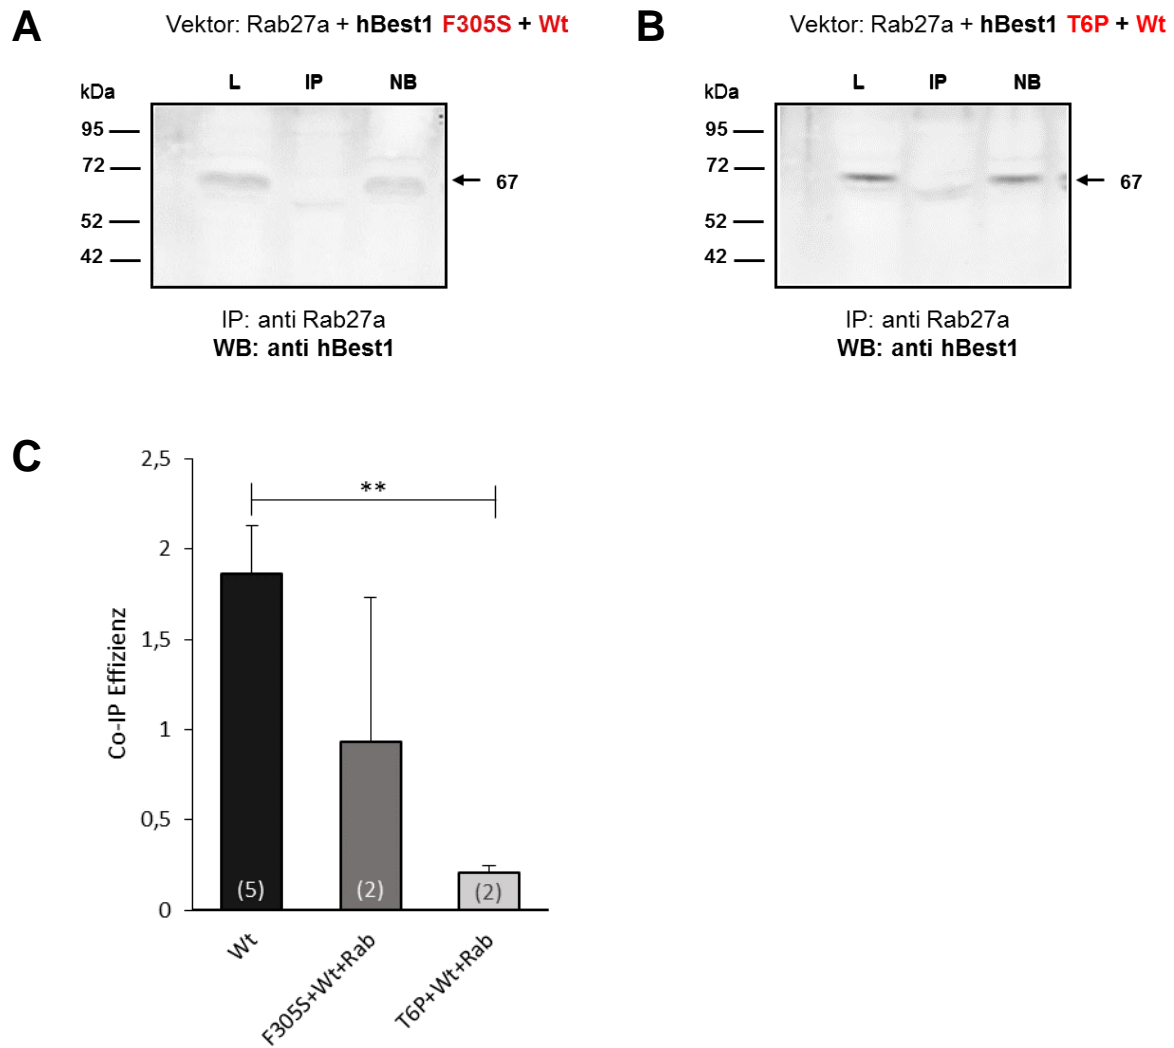 A
Vektor: Rab27a + hBest1 F305S + Wt
kDa
L IP NB
95
72
67
52
42
IP: anti Rab27a
WB: anti hBest1
B
Vektor: Rab27a + hBest1 T6P + Wt
kDa
L IP NB
95
72
67
52
42
IP: anti Rab27a
WB: anti hBest1
C
Co-IP Effizienz
2,5
2
1,5
1
0,5
0
**
(5) (2) (2)
Wt
F305S+Wt+Rab
T6P+Wt+Rab